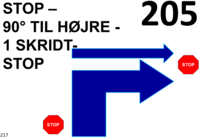 STOP –
90° TIL HØJRE -
1 SKRIDT-
STOP
205
STOP
STOP
217